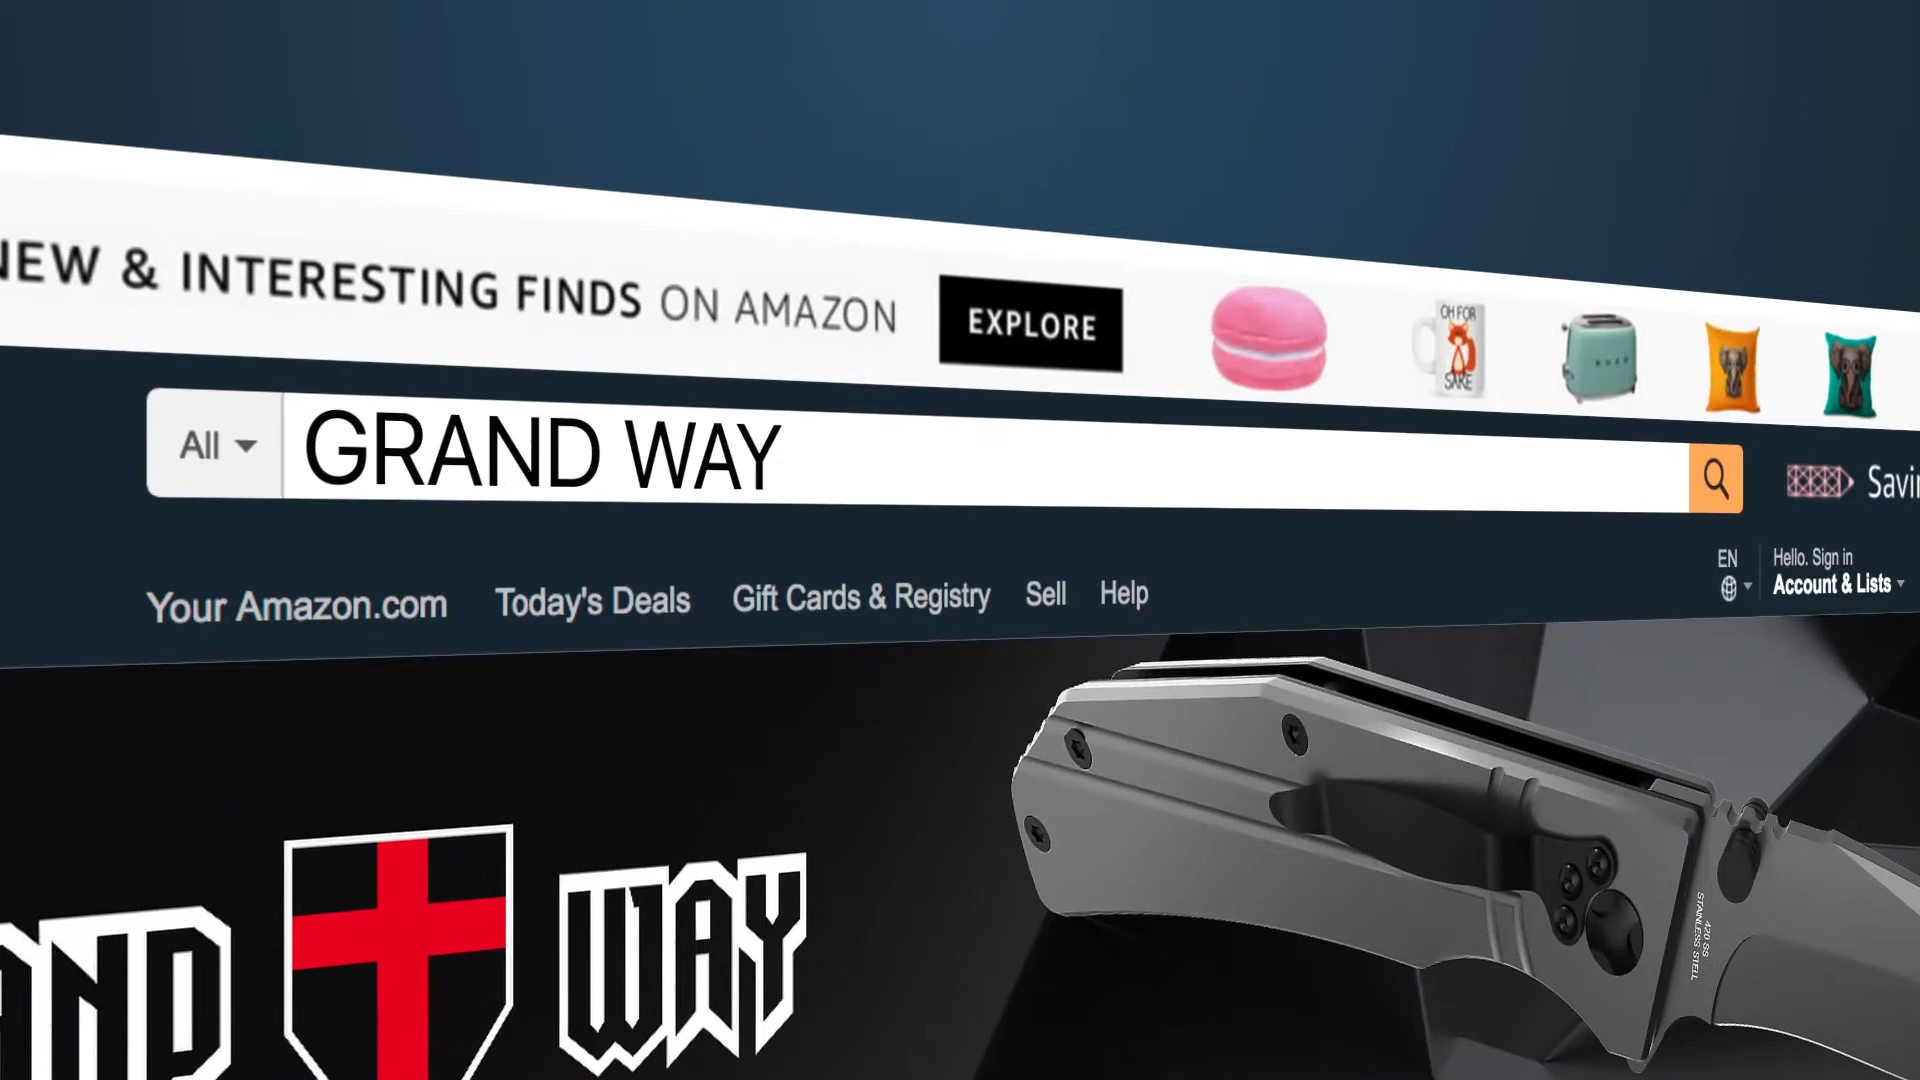 NEW & INTERESTING FINDS ON AMAZON
EXPLORE
OH FOR
SAKE
All
GRAND WAY
EN
Hello. Sign in
Account & Lists
Your Amazon.com
Today's Deals
Gift Cards & Registry
Sell
Help
WAY
420 SS
STAINLESS STELL